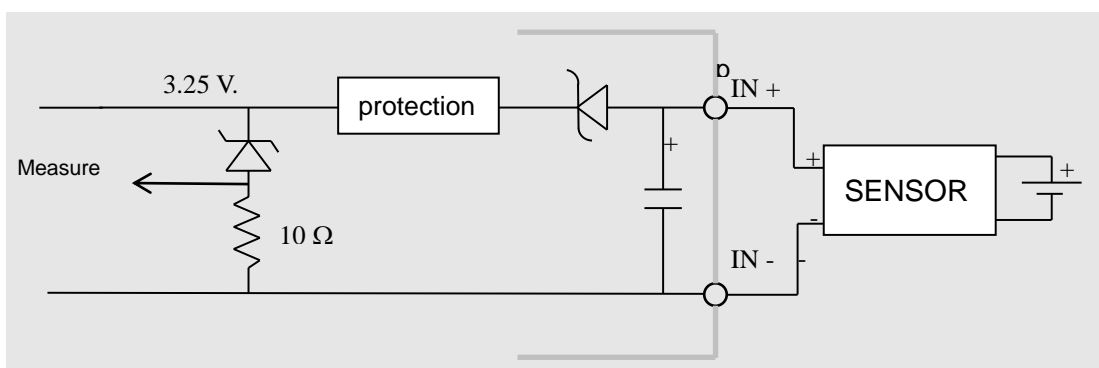 p
3.25 V.
protection
IN +
+
Measure
+
SENSOR
+
-
10 Ω
IN -
-